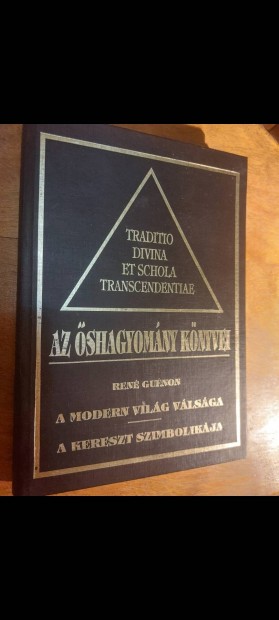 TRADITIO
DIVINA
ET SCHOLA
TRANSCENDENTIAE
AZ ŐSHAGYOMÁNY KÖNYVEI
RENÉ GUÉNON
A MODERN VILÁG VÁLSÁGA
A KERESZT SZIMBOLIKÁJA